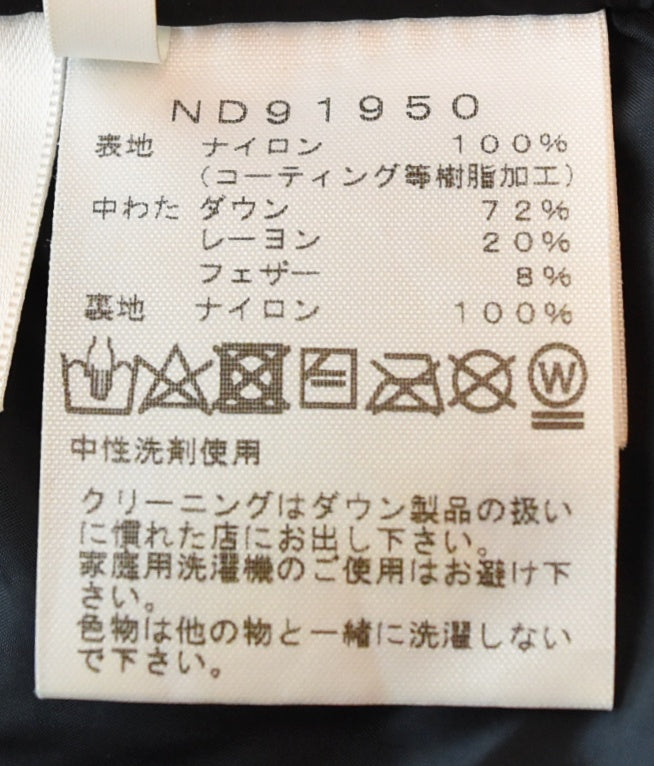 ND91950
表地 ナイロン 100%
(コーティング等樹脂加工)
中わた ダウン 72%
レーヨン 20%
フェザー 8%
裏地 ナイロン 100%
W
中性洗剤使用
クリーニングはダウン製品の扱い
に慣れた店にお出し下さい。
家庭用洗濯機のご使用はお避け下
さい。
色物は他の物と一緒に洗濯しない
で下さい。